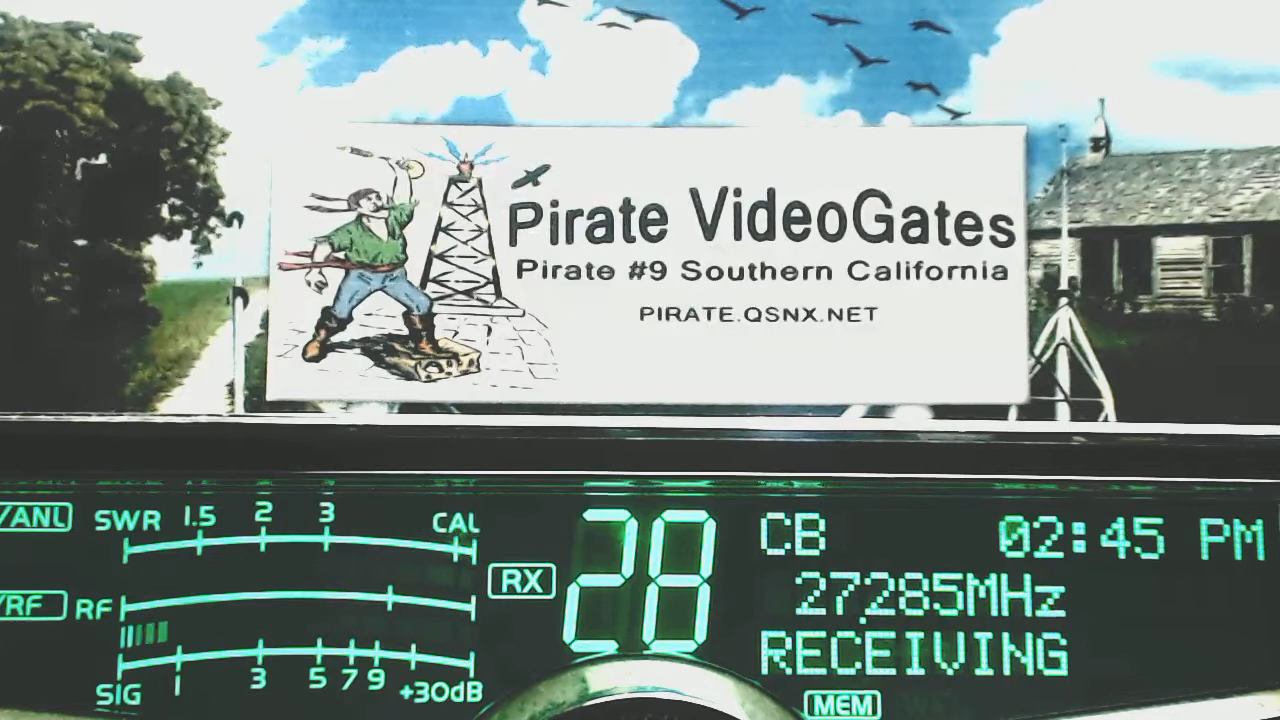 Pirate VideoGates
Pirate #9 Southern California
PIRATE.QSNX.NET
/ANL SWR 1.5 2 3 CAL
RX 28 CB 02:45 PM
/RF RF 27,285MHz
RECEIVING
SIG 1 3 5 7 9 +30dB
MEM